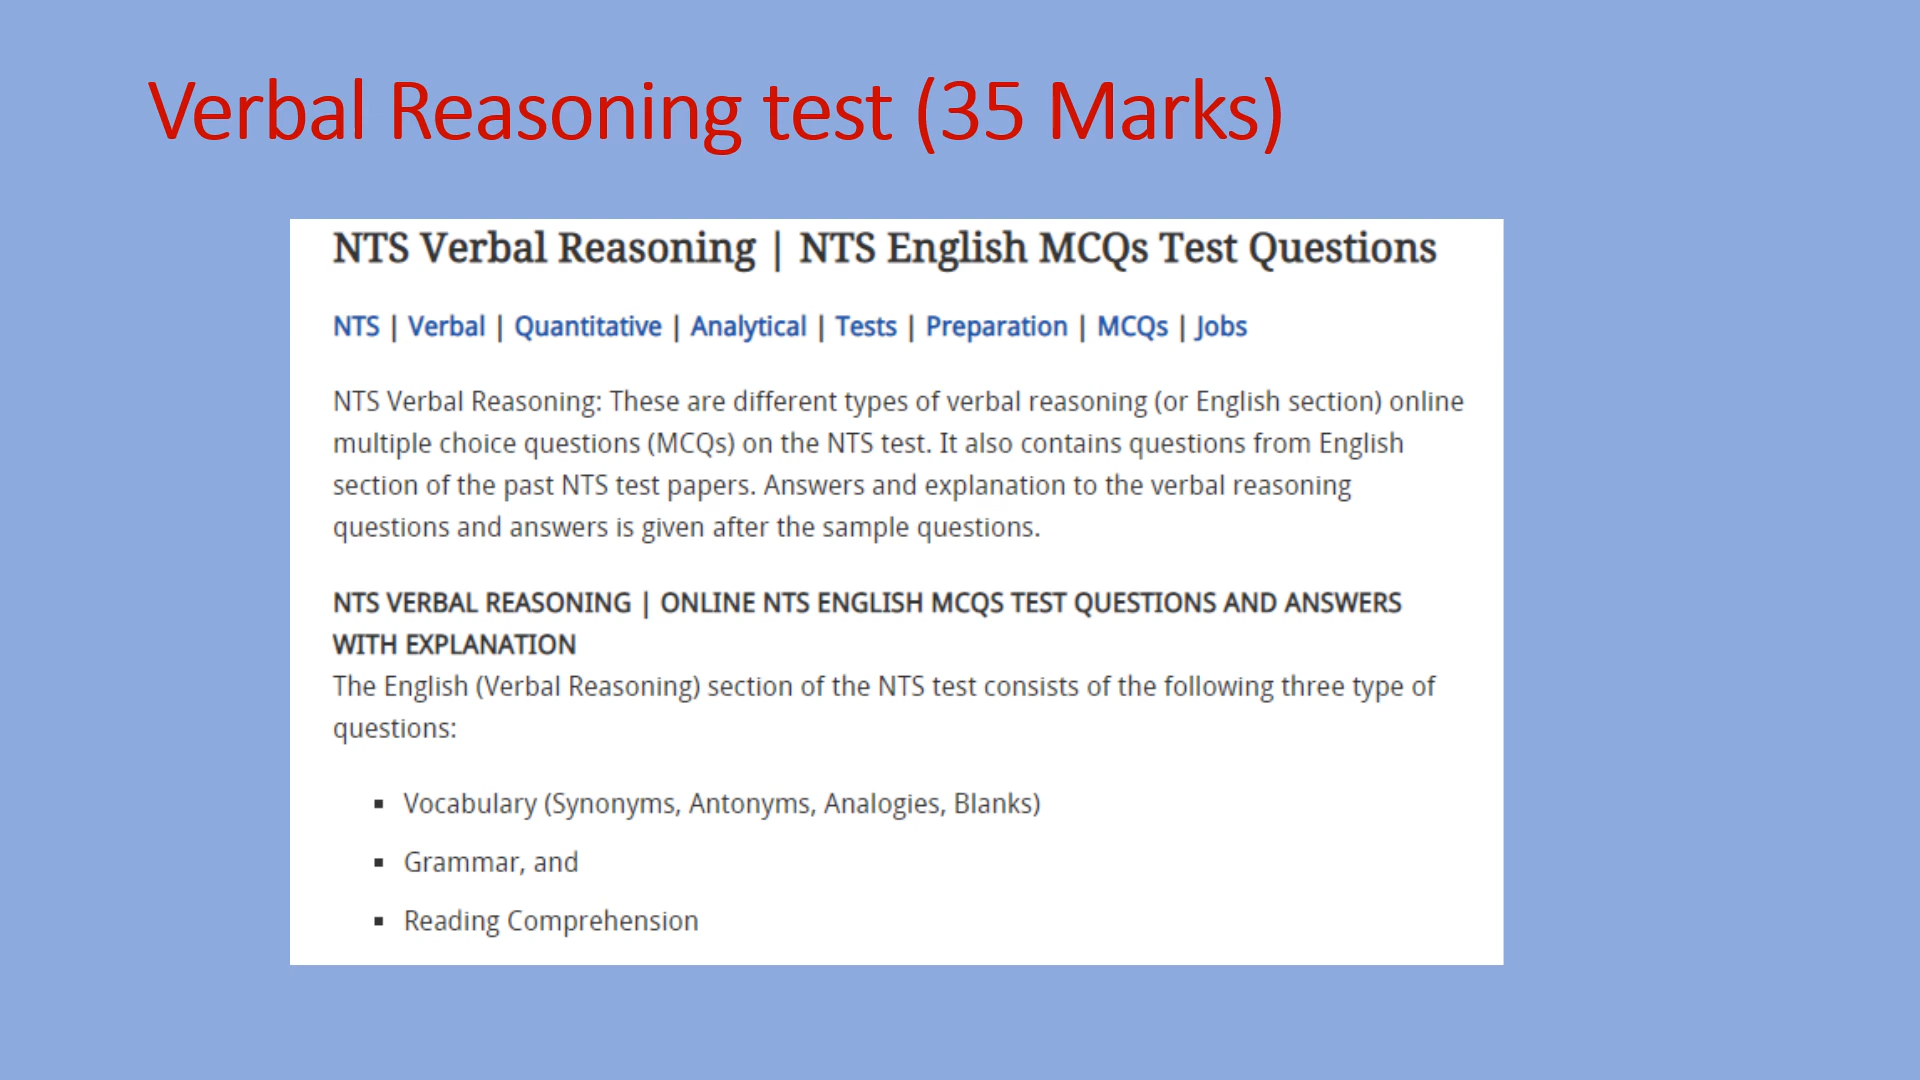 Verbal Reasoning test (35 Marks)
NTS Verbal Reasoning | NTS English MCQs Test Questions
NTS | Verbal | Quantitative | Analytical | Tests | Preparation | MCQs | Jobs
NTS Verbal Reasoning: These are different types of verbal reasoning (or English section) online
multiple choice questions (MCQs) on the NTS test. It also contains questions from English
section of the past NTS test papers. Answers and explanation to the verbal reasoning
questions and answers is given after the sample questions.
NTS VERBAL REASONING | ONLINE NTS ENGLISH MCQS TEST QUESTIONS AND ANSWERS
WITH EXPLANATION
The English (Verbal Reasoning) section of the NTS test consists of the following three type of
questions:
▪ Vocabulary (Synonyms, Antonyms, Analogies, Blanks)
▪ Grammar, and
▪ Reading Comprehension